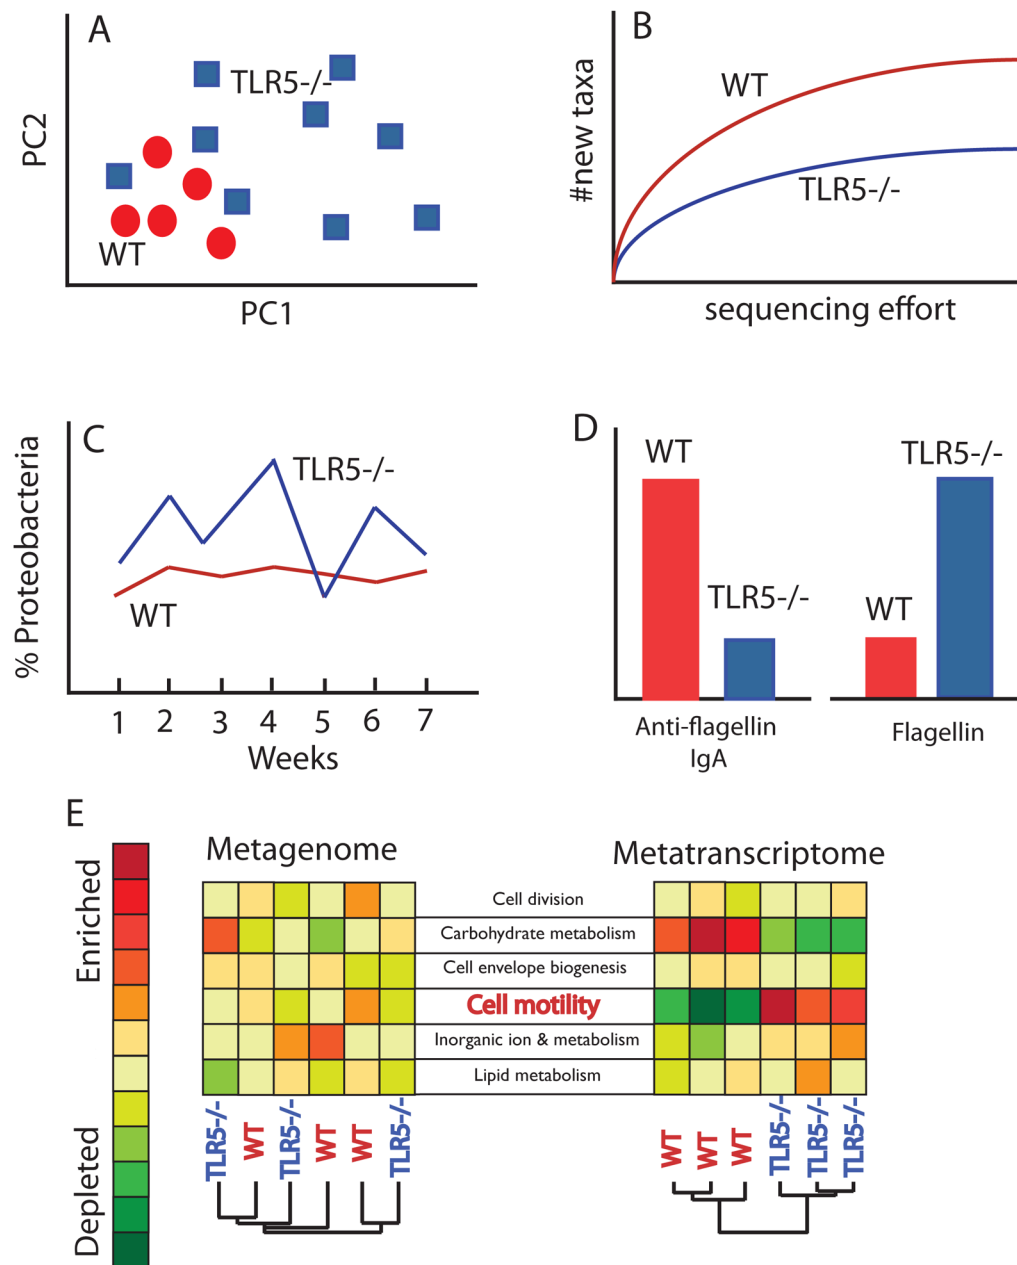 A
TLR5-/-
PC2
WT
PC1
B
WT
#new taxa
TLR5-/-
sequencing effort
C
TLR5-/-
% Proteobacteria
WT
1 2 3 4 5 6 7
Weeks
D
WT
TLR5-/-
TLR5-/-
WT
Anti-flagellin
IgA
Flagellin
E
Metagenome
Metatranscriptome
Enriched
Depleted
Cell division
Carbohydrate metabolism
Cell envelope biogenesis
Cell motility
Inorganic ion & metabolism
Lipid metabolism
TLR5-/-
WT
TLR5-/-
WT
WT
TLR5-/-
WT
WT
WT
TLR5-/-
TLR5-/-
TLR5-/-